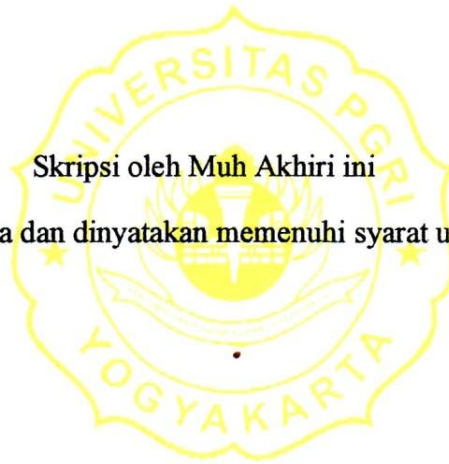 UNIVERSITAS PGRI
Skripsi oleh Muh Akhiri ini
a dan dinyatakan memenuhi syarat u
YOGYAKARTA